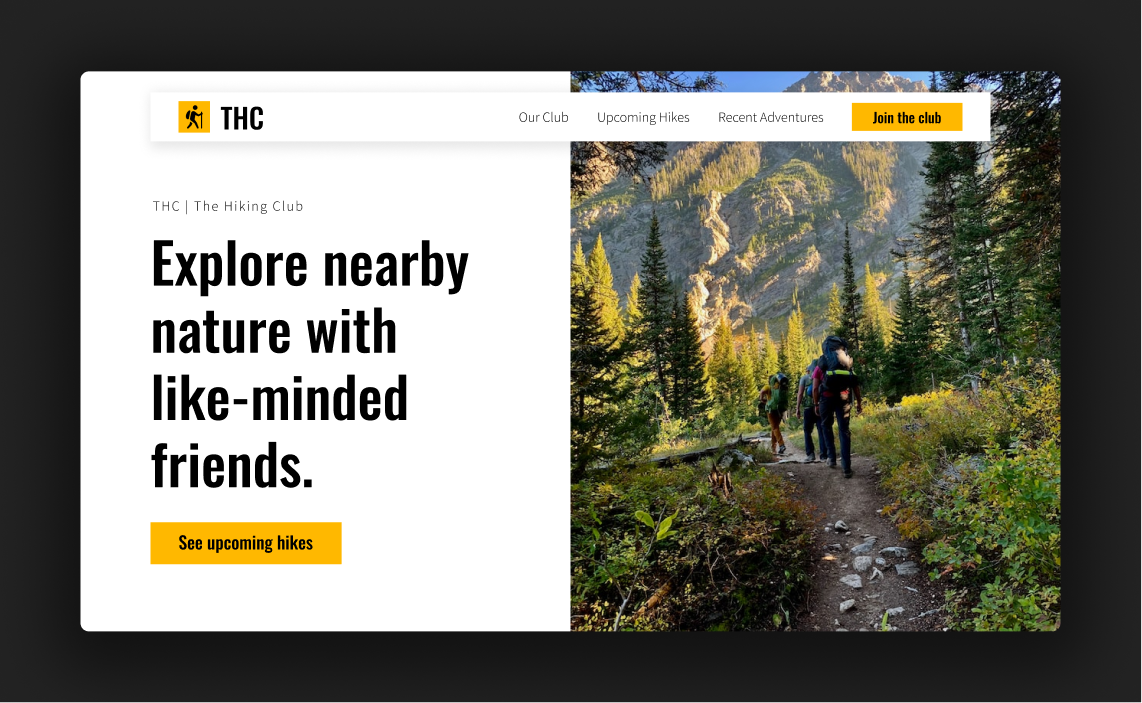 THC
Our Club
Upcoming Hikes
Recent Adventures
Join the club
THC | The Hiking Club
Explore nearby
nature with
like-minded
friends.
See upcoming hikes